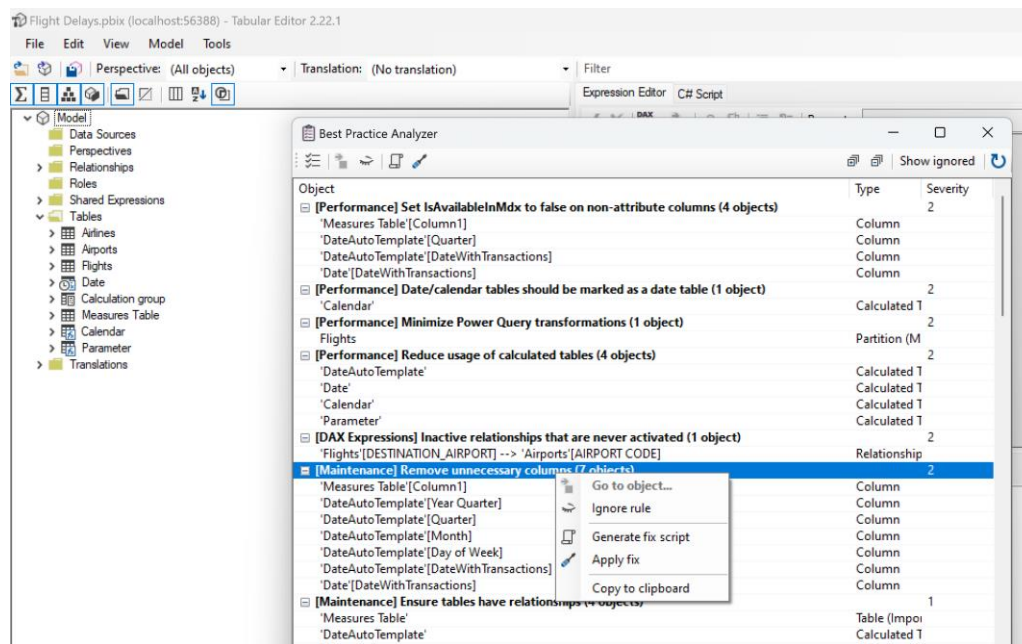 Flight Delays.pbix (localhost:56388) - Tabular Editor 2.22.1
File Edit View Model Tools
Perspective: (All objects) Translation: (No translation) Filter
Expression Editor C# Script
DAX
Model
Data Sources
Perspectives
Relationships
Roles
Shared Expressions
Tables
Airlines
Airports
Flights
Date
Calculation group
Measures Table
Calendar
Parameter
Translations
Best Practice Analyzer
Show ignored
Object Type Severity
[Performance] Set IsAvailableInMdx to false on non-attribute columns (4 objects) 2
'Measures Table'[Column1] Column
'DateAutoTemplate'[Quarter] Column
'DateAutoTemplate'[DateWithTransactions] Column
'Date'[DateWithTransactions] Column
[Performance] Date/calendar tables should be marked as a date table (1 object) 2
'Calendar' Calculated T
[Performance] Minimize Power Query transformations (1 object) 2
Flights Partition (M
[Performance] Reduce usage of calculated tables (4 objects) 2
'DateAutoTemplate' Calculated T
'Date' Calculated T
'Calendar' Calculated T
'Parameter' Calculated T
[DAX Expressions] Inactive relationships that are never activated (1 object) 2
'Flights'[DESTINATION_AIRPORT] --> 'Airports'[AIRPORT CODE] Relationship
[Maintenance] Remove unnecessary columns (7 objects) 2
'Measures Table'[Column1] Column
'DateAutoTemplate'[Year Quarter] Column
'DateAutoTemplate'[Quarter] Column
'DateAutoTemplate'[Month] Column
'DateAutoTemplate'[Day of Week] Column
'DateAutoTemplate'[DateWithTransactions] Column
'Date'[DateWithTransactions] Column
[Maintenance] Ensure tables have relationships (4 objects) 1
'Measures Table' Table (Impor
'DateAutoTemplate' Calculated T
Go to object...
Ignore rule
Generate fix script
Apply fix
Copy to clipboard